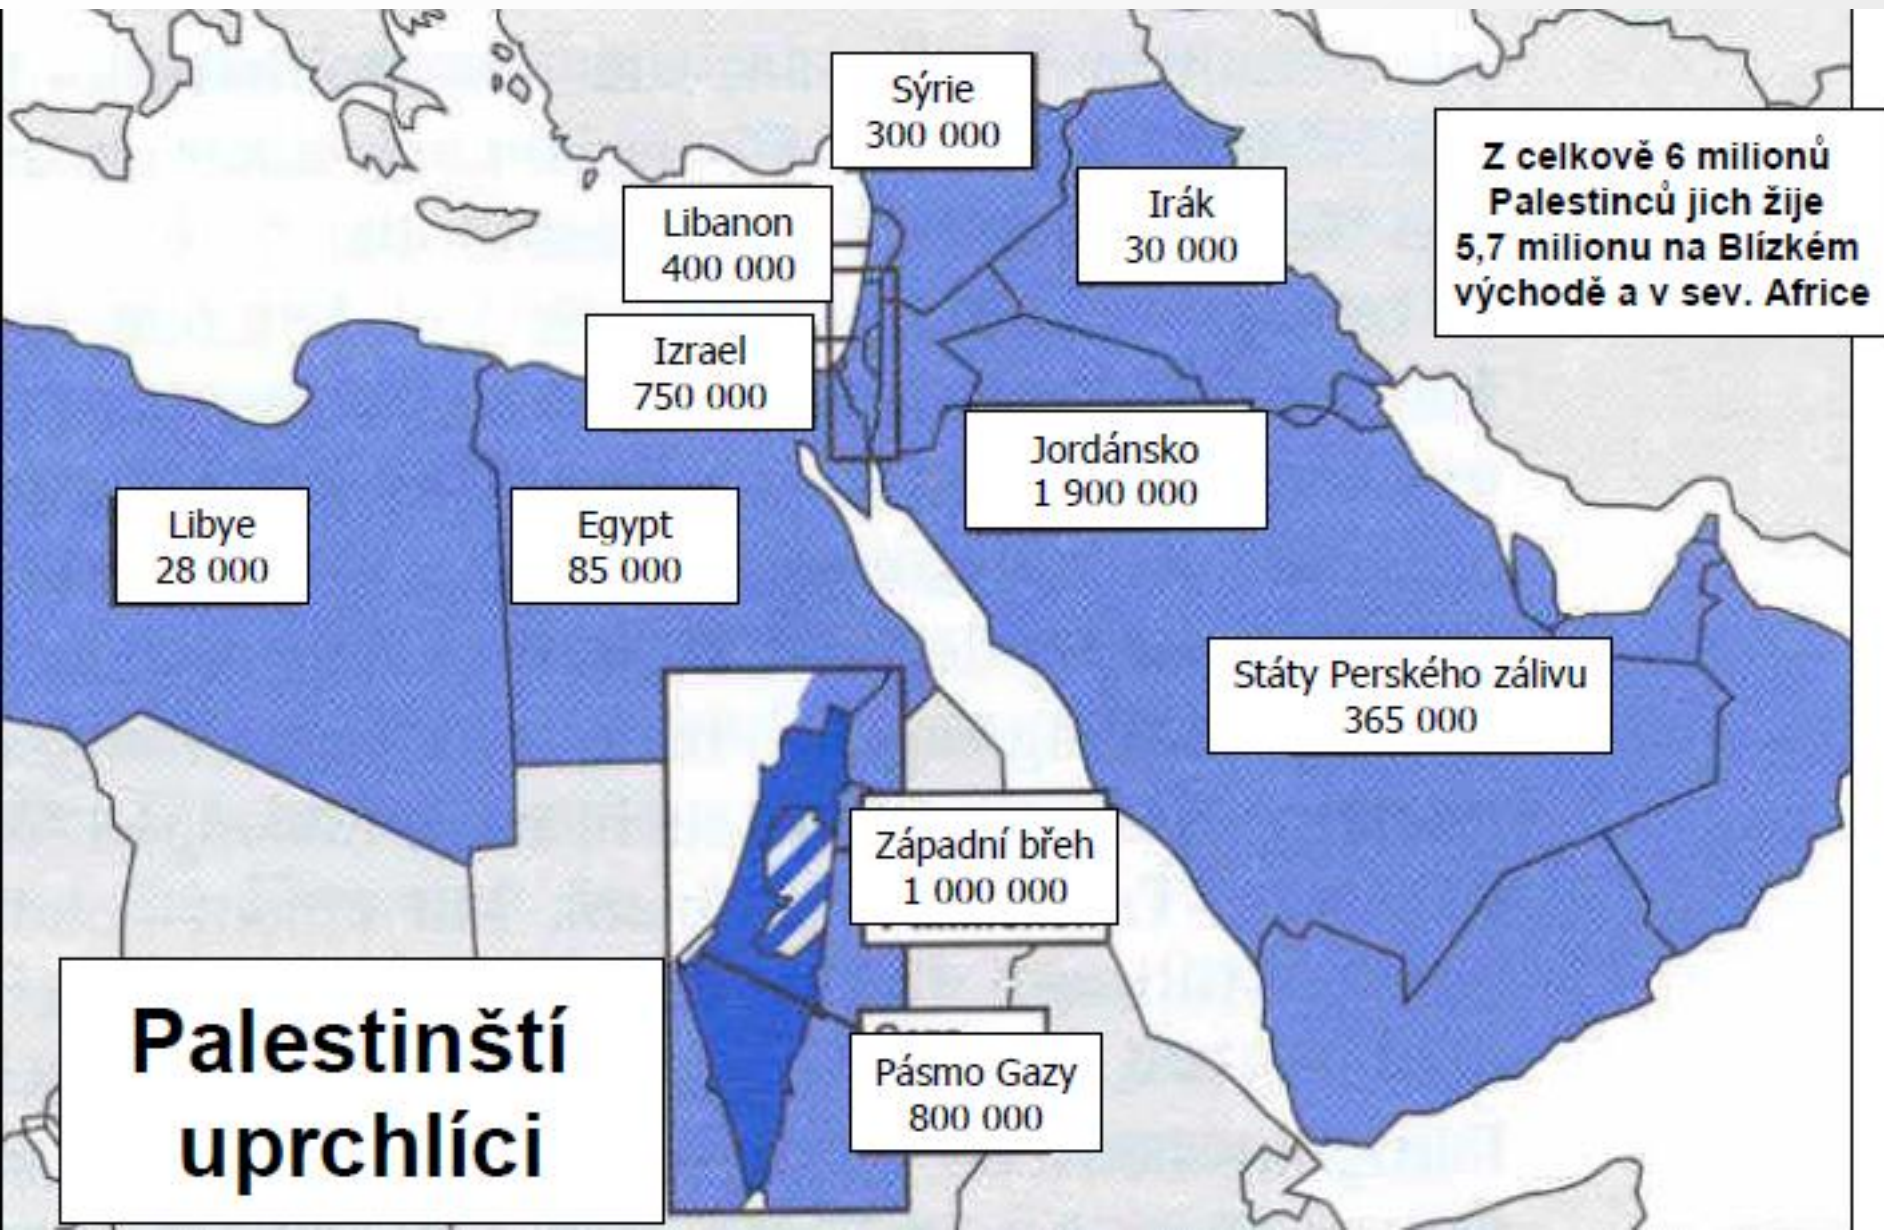 Sýrie
300 000
Z celkově 6 milionů
Palestinců jich žije
5,7 milionu na Blízkém
východě a v sev. Africe
Irák
30 000
Libanon
400 000
Izrael
750 000
Jordánsko
1 900 000
Libye
28 000
Egypt
85 000
Státy Perského zálivu
365 000
Západní břeh
1 000 000
Pásmo Gazy
800 000
Palestinští
uprchlíci